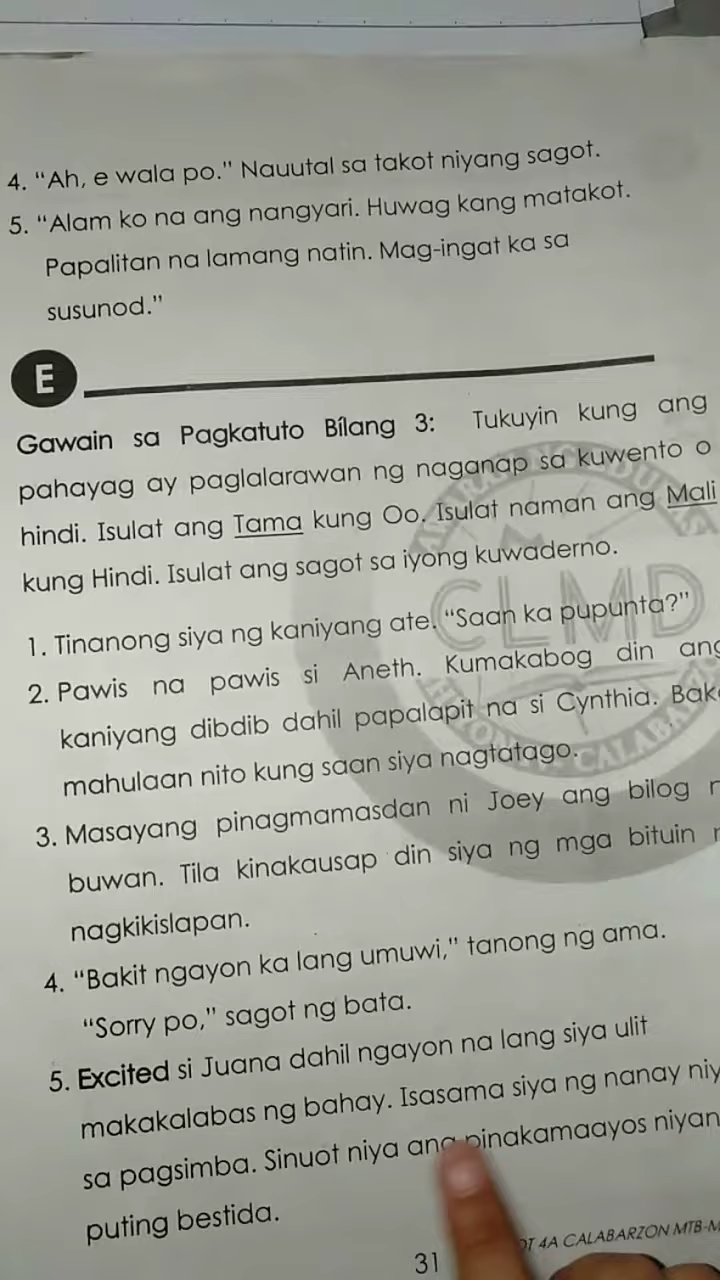 4. "Ah, e wala po." Nauutal sa takot niyang sagot.
5. "Alam ko na ang nangyari. Huwag kang matakot.
Papalitan na lamang natin. Mag-ingat ka sa
susunod."
E
Gawain sa Pagkatuto Bilang 3: Tukuyin kung ang
pahayag ay paglalarawan ng naganap sa kuwento o
hindi. Isulat ang Tama kung Oo. Isulat naman ang Mali
kung Hindi. Isulat ang sagot sa iyong kuwaderno.
CLMD
1. Tinanong siya ng kaniyang ate. "Saan ka pupunta?"
2. Pawis na pawis si Aneth. Kumakabog din ang
kaniyang dibdib dahil papalapit na si Cynthia.
mahulaan nito kung saan siya nagtatago.
3. Masayang pinagmamasdan ni Joey ang bilog
buwan. Tila kinakausap din siya ng mga bituin
nagkikislapan.
4. "Bakit ngayon ka lang umuwi," tanong ng ama.
"Sorry po," sagot ng bata.
5. Excited si Juana dahil ngayon na lang siya ulit
makakalabas ng bahay. Isasama siya ng nanay
sa pagsimba. Sinuot niya ang pinakamaayos
puting bestida.
31
4A CALABARZON